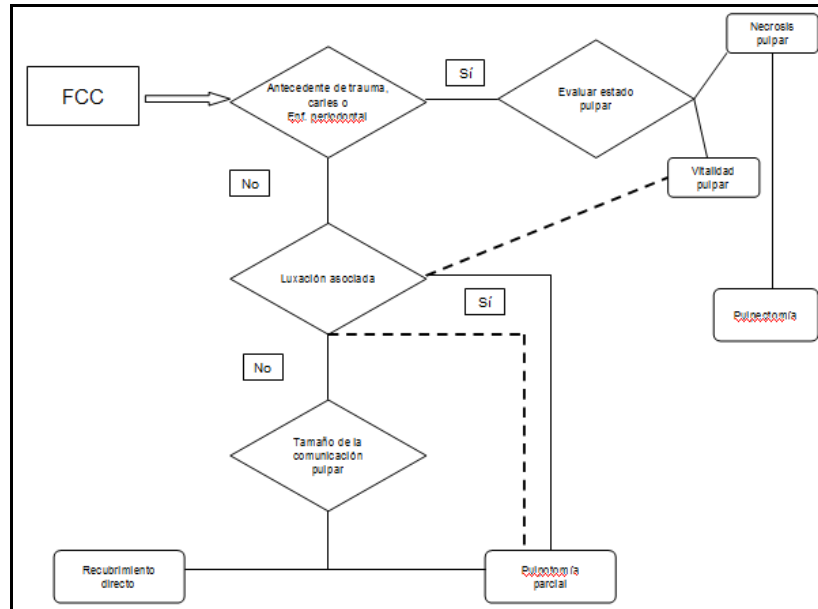 FCC
Antecedente de trauma,
caries o
Enf. periodontal
Sí
Evaluar estado
pulpar
Necrosis
pulpar
Vitalidad
pulpar
No
Luxación asociada
Sí
Pulpectomía
No
Tamaño de la
comunicación
pulpar
Recubrimiento
directo
Pulpotomía
parcial